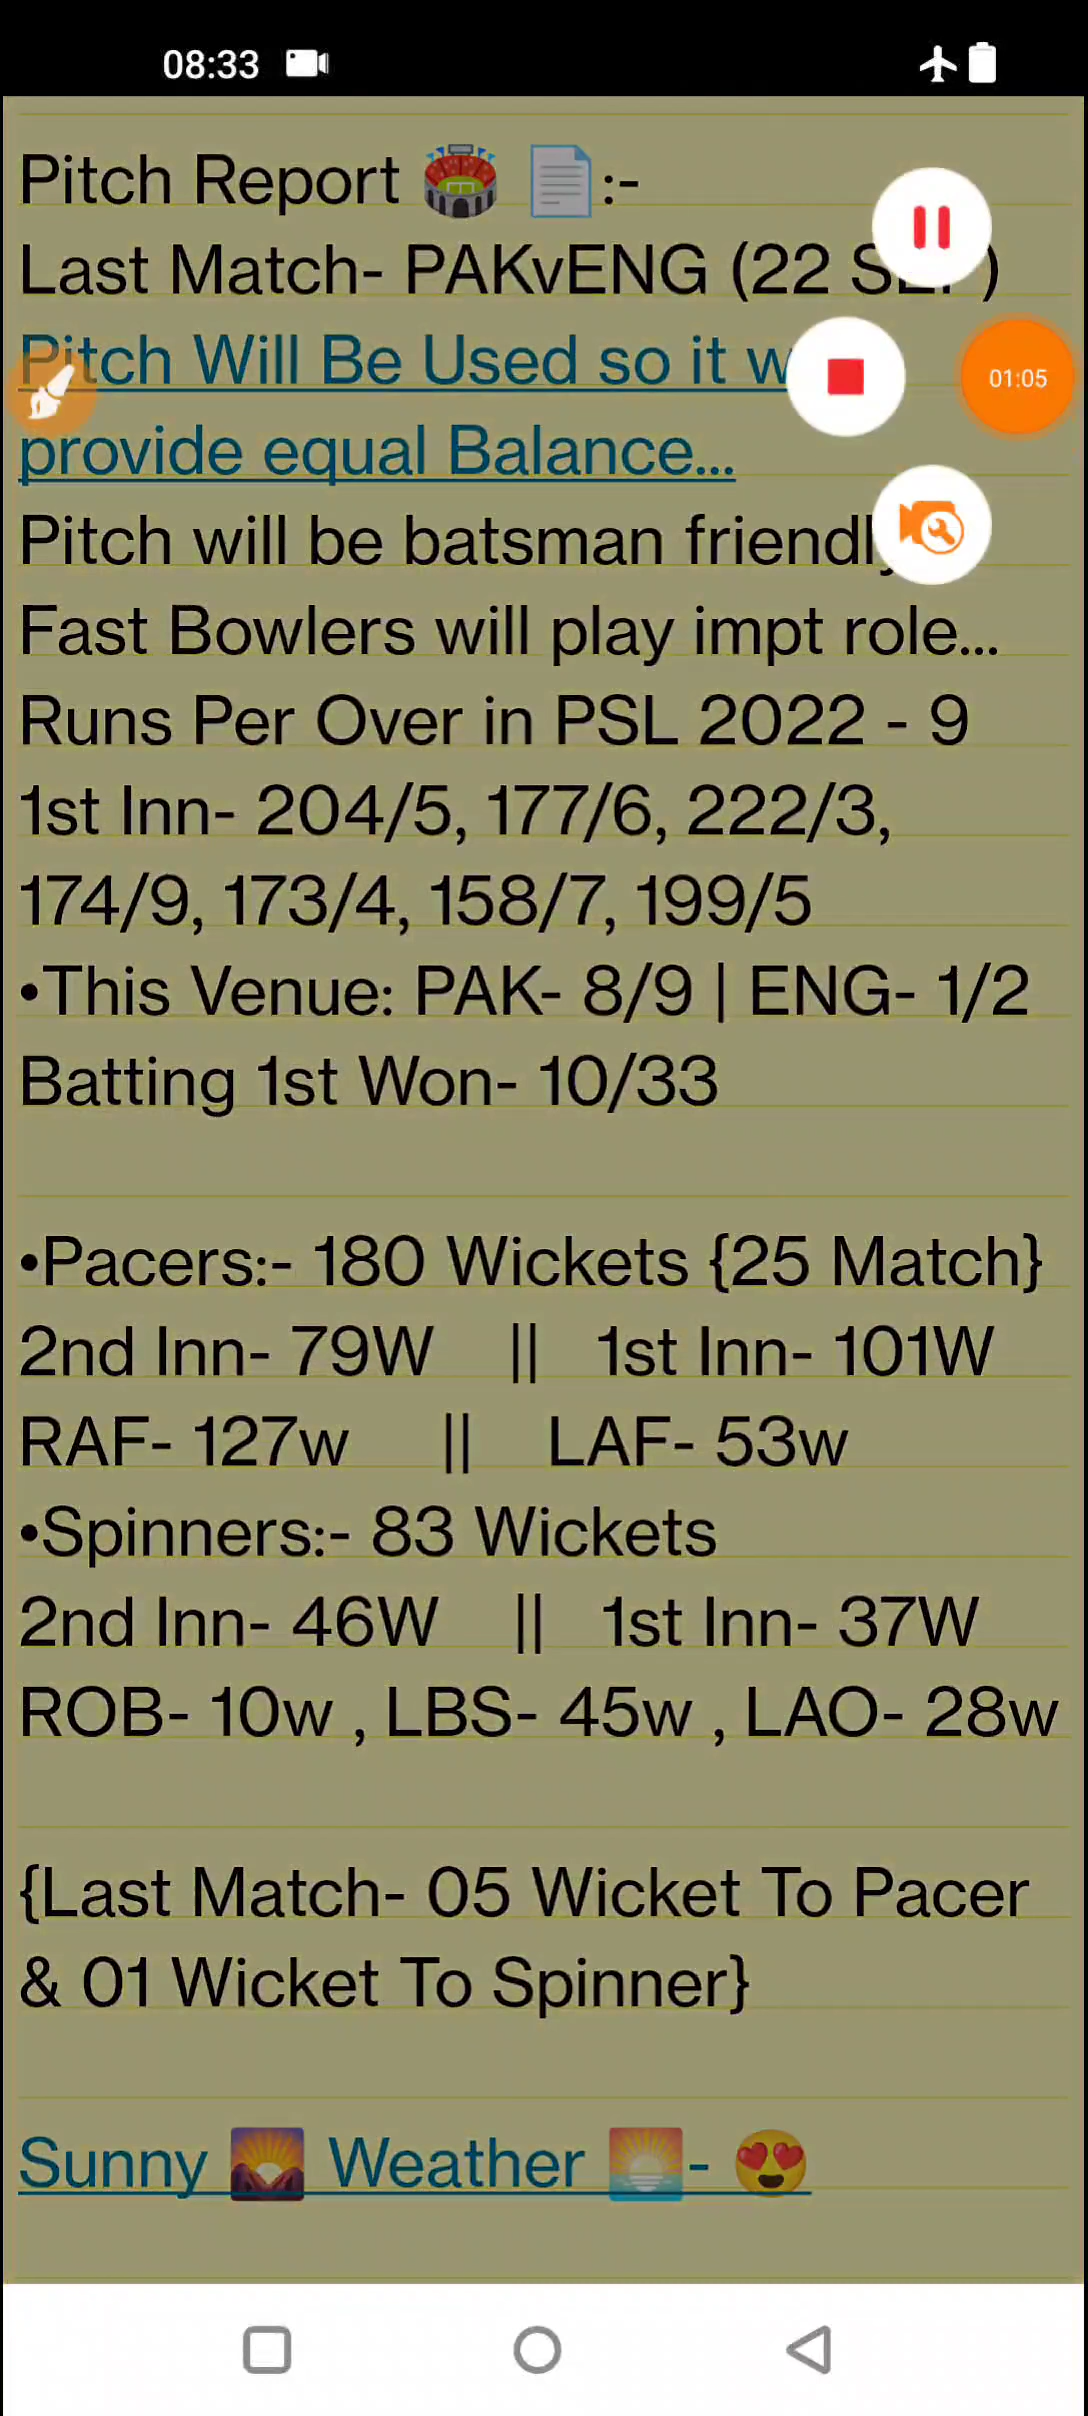 08:33
Pitch Report 🏟️ 📄:-
Last Match- PAKvENG (22 )
Pitch Will Be Used so it
01:05
provide equal Balance...
Pitch will be batsman friendly
Fast Bowlers will play impt role...
Runs Per Over in PSL 2022 - 9
1st Inn- 204/5, 177/6, 222/3,
174/9, 173/4, 158/7, 199/5
•This Venue: PAK- 8/9 | ENG- 1/2
Batting 1st Won- 10/33
•Pacers:- 180 Wickets {25 Match}
2nd Inn- 79W || 1st Inn- 101W
RAF- 127w || LAF- 53w
•Spinners:- 83 Wickets
2nd Inn- 46W || 1st Inn- 37W
ROB- 10w , LBS- 45w , LAO- 28w
{Last Match- 05 Wicket To Pacer
& 01 Wicket To Spinner}
Sunny 🌄 Weather 🌅- 😍